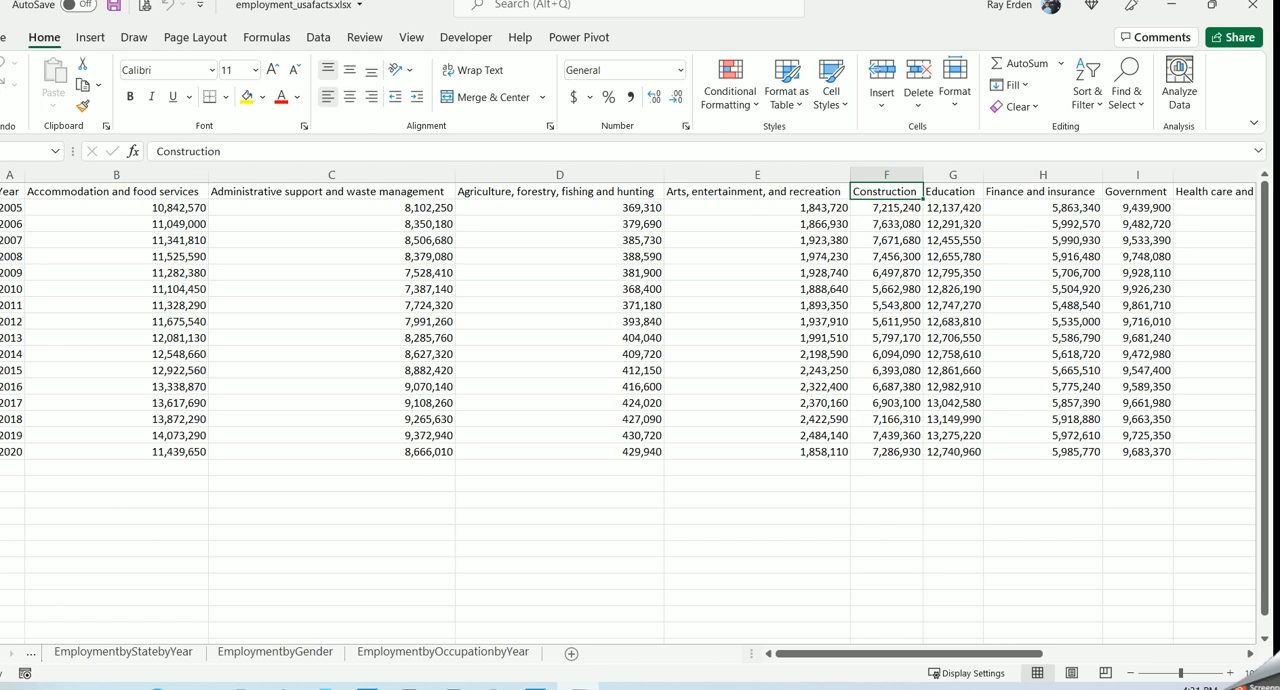 AutoSave Off employment_usafacts.xlsx Search (Alt+Q) Ray Erden
Home Insert Draw Page Layout Formulas Data Review View Developer Help Power Pivot Comments Share
Paste Calibri 11 Wrap Text General Conditional Formatting Format as Table Cell Styles Insert Delete Format AutoSum Fill Clear Sort & Filter Find & Select Analyze Data
B I U A Merge & Center $ %
Clipboard Font Alignment Number Styles Cells Editing Analysis
fx Construction
A B C D E F G H I
Accommodation and food services Administrative support and waste management Agriculture, forestry, fishing and hunting Arts, entertainment, and recreation Construction Education Finance and insurance Government Health care and
2005 10,842,570 8,102,250 369,310 1,843,720 7,215,240 12,137,420 5,863,340 9,439,900
2006 11,049,000 8,350,180 379,690 1,866,930 7,633,080 12,291,320 5,992,570 9,482,720
2007 11,341,810 8,506,680 385,730 1,923,380 7,671,680 12,455,550 5,990,930 9,533,390
2008 11,525,590 8,379,080 388,590 1,974,230 7,456,300 12,655,780 5,916,480 9,748,080
2009 11,282,380 7,528,410 381,900 1,928,740 6,497,870 12,795,350 5,706,700 9,928,110
2010 11,104,450 7,387,140 368,400 1,888,640 5,662,980 12,826,190 5,504,920 9,926,230
2011 11,328,290 7,724,320 371,180 1,893,350 5,543,800 12,747,270 5,488,540 9,861,710
2012 11,675,540 7,991,260 393,840 1,937,910 5,611,950 12,683,810 5,535,000 9,716,010
2013 12,081,130 8,285,760 404,040 1,991,510 5,797,170 12,706,550 5,586,790 9,681,240
2014 12,548,660 8,627,320 409,720 2,198,590 6,094,090 12,758,610 5,618,720 9,472,980
2015 12,922,560 8,882,420 412,150 2,243,250 6,393,080 12,861,660 5,665,510 9,547,400
2016 13,338,870 9,070,140 416,600 2,322,400 6,687,380 12,982,910 5,775,240 9,589,350
2017 13,617,690 9,108,260 424,020 2,370,160 6,903,100 13,042,580 5,857,390 9,661,980
2018 13,872,290 9,265,630 427,090 2,422,590 7,166,310 13,149,990 5,918,880 9,663,350
2019 14,073,290 9,372,940 430,720 2,484,140 7,439,360 13,275,220 5,972,610 9,725,350
2020 11,439,650 8,666,010 429,940 1,858,110 7,286,930 12,740,960 5,985,770 9,683,370
... EmploymentbyStatebyYear EmploymentbyGender EmploymentbyOccupationbyYear
Display Settings